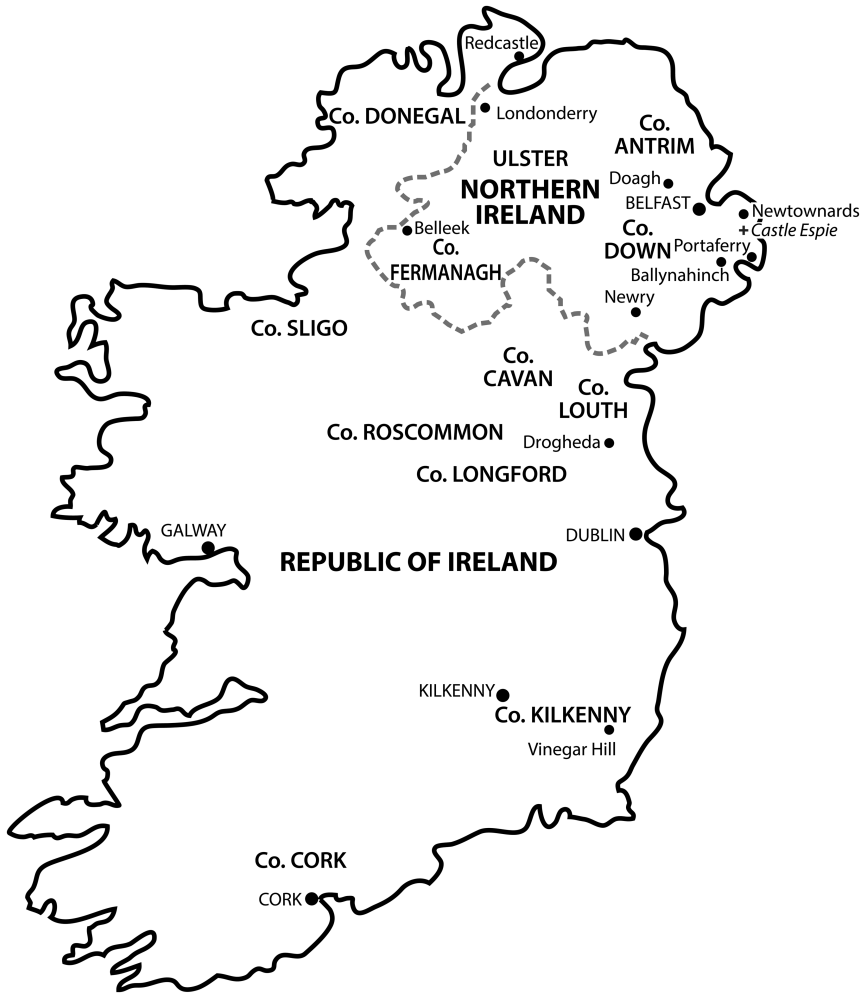 Redcastle
Co. DONEGAL
Londonderry
Co.
ANTRIM
ULSTER
NORTHERN
IRELAND
Doagh
BELFAST
Newtownards
Castle Espie
Co.
DOWN
Portaferry
Ballynahinch
Belleek
Co.
FERMANAGH
Newry
Co. SLIGO
Co.
CAVAN
Co.
LOUTH
Co. ROSCOMMON
Drogheda
Co. LONGFORD
GALWAY
DUBLIN
REPUBLIC OF IRELAND
KILKENNY
Co. KILKENNY
Vinegar Hill
Co. CORK
CORK